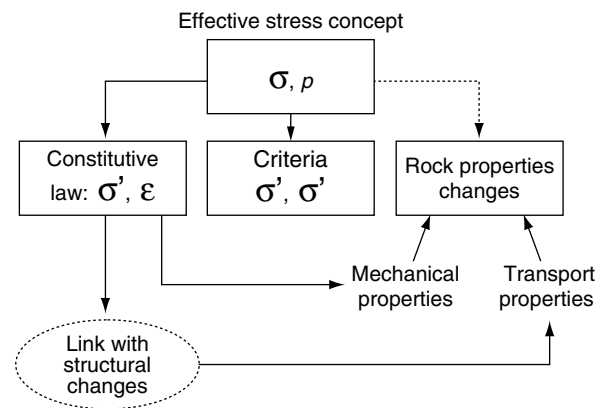 Effective stress concept
σ, p
Constitutive
law: σ’, ε
Criteria
σ’, σ’
Rock properties
changes
Mechanical
properties
Transport
properties
Link with
structural
changes